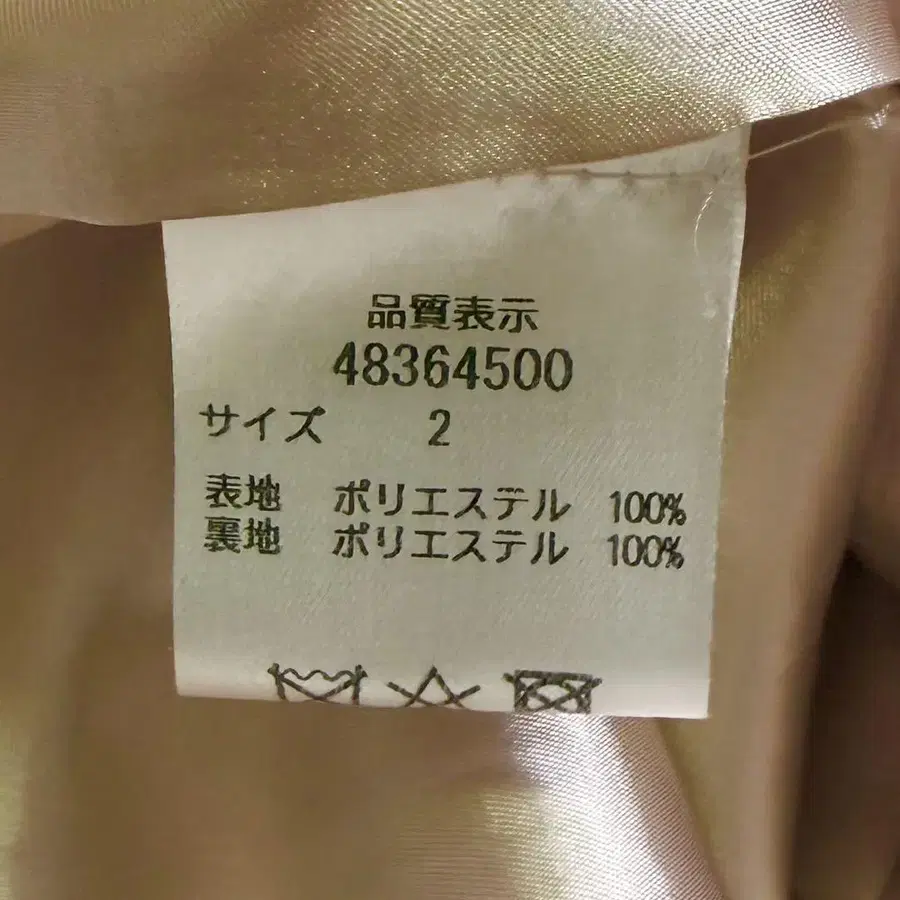 品質表示
48364500
サイズ 2
表地 ポリエステル 100%
裏地 ポリエステル 100%